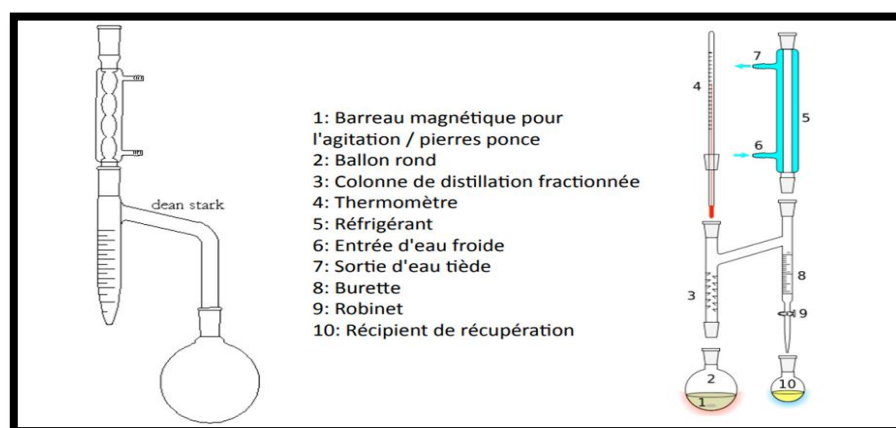 dean stark
1: Barreau magnétique pour
l'agitation / pierres ponce
2: Ballon rond
3: Colonne de distillation fractionnée
4: Thermomètre
5: Réfrigérant
6: Entrée d'eau froide
7: Sortie d'eau tiède
8: Burette
9: Robinet
10: Récipient de récupération
7
4
5
6
8
3
9
2
10
1